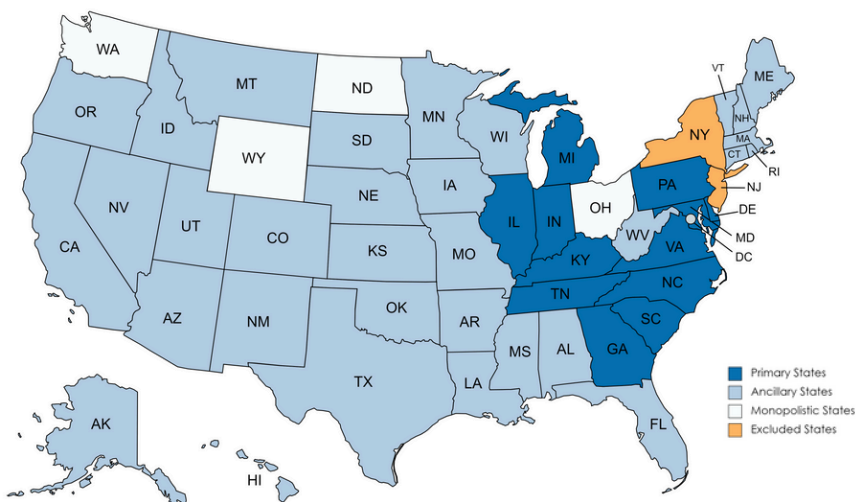 WA
MT
ND
MN
VT
ME
OR
ID
SD
WI
NY
NH
MA
CT
RI
WY
MI
NE
IA
PA
NJ
NV
UT
CO
IL
IN
OH
DE
CA
KS
MO
WV
VA
MD
DC
KY
NC
TN
AZ
NM
OK
AR
SC
MS
AL
GA
TX
LA
Primary States
Ancillary States
Monopolistic States
Excluded States
FL
AK
HI